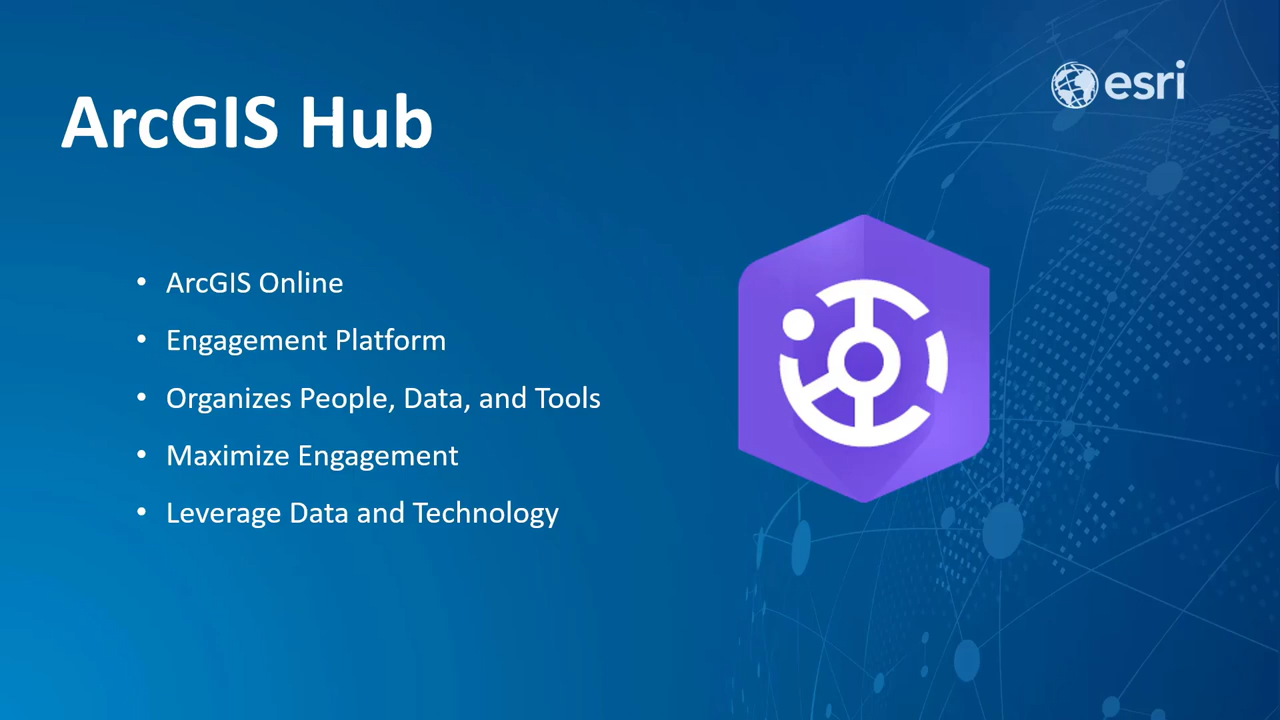 esri
ArcGIS Hub
• ArcGIS Online
• Engagement Platform
• Organizes People, Data, and Tools
• Maximize Engagement
• Leverage Data and Technology